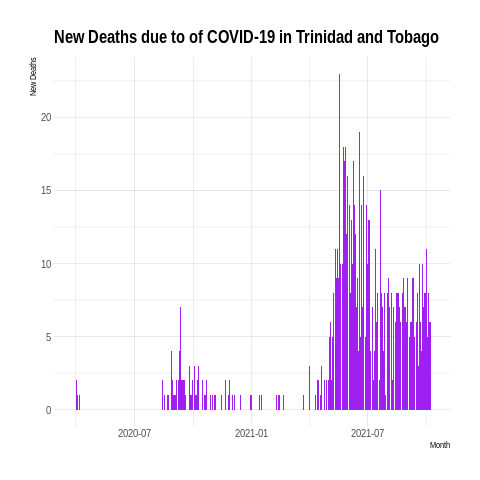 New Deaths due to of COVID-19 in Trinidad and Tobago
New Deaths
20
15
10
5
0
2020-07 2021-01 2021-07
Month